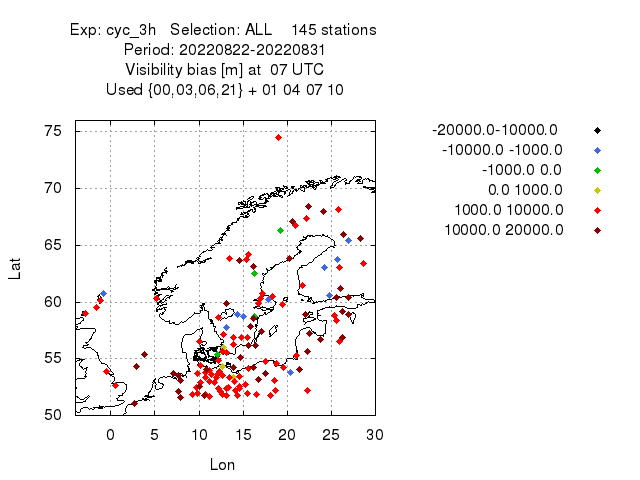 Exp: cyc_3h   Selection: ALL    145 stations
Period: 20220822-20220831
Visibility bias [m] at  07 UTC
Used {00,03,06,21} + 01 04 07 10
75
70
65
60
55
50
Lat
0 5 10 15 20 25 30
Lon
-20000.0-10000.0
-10000.0 -1000.0
-1000.0 0.0
0.0 1000.0
1000.0 10000.0
10000.0 20000.0